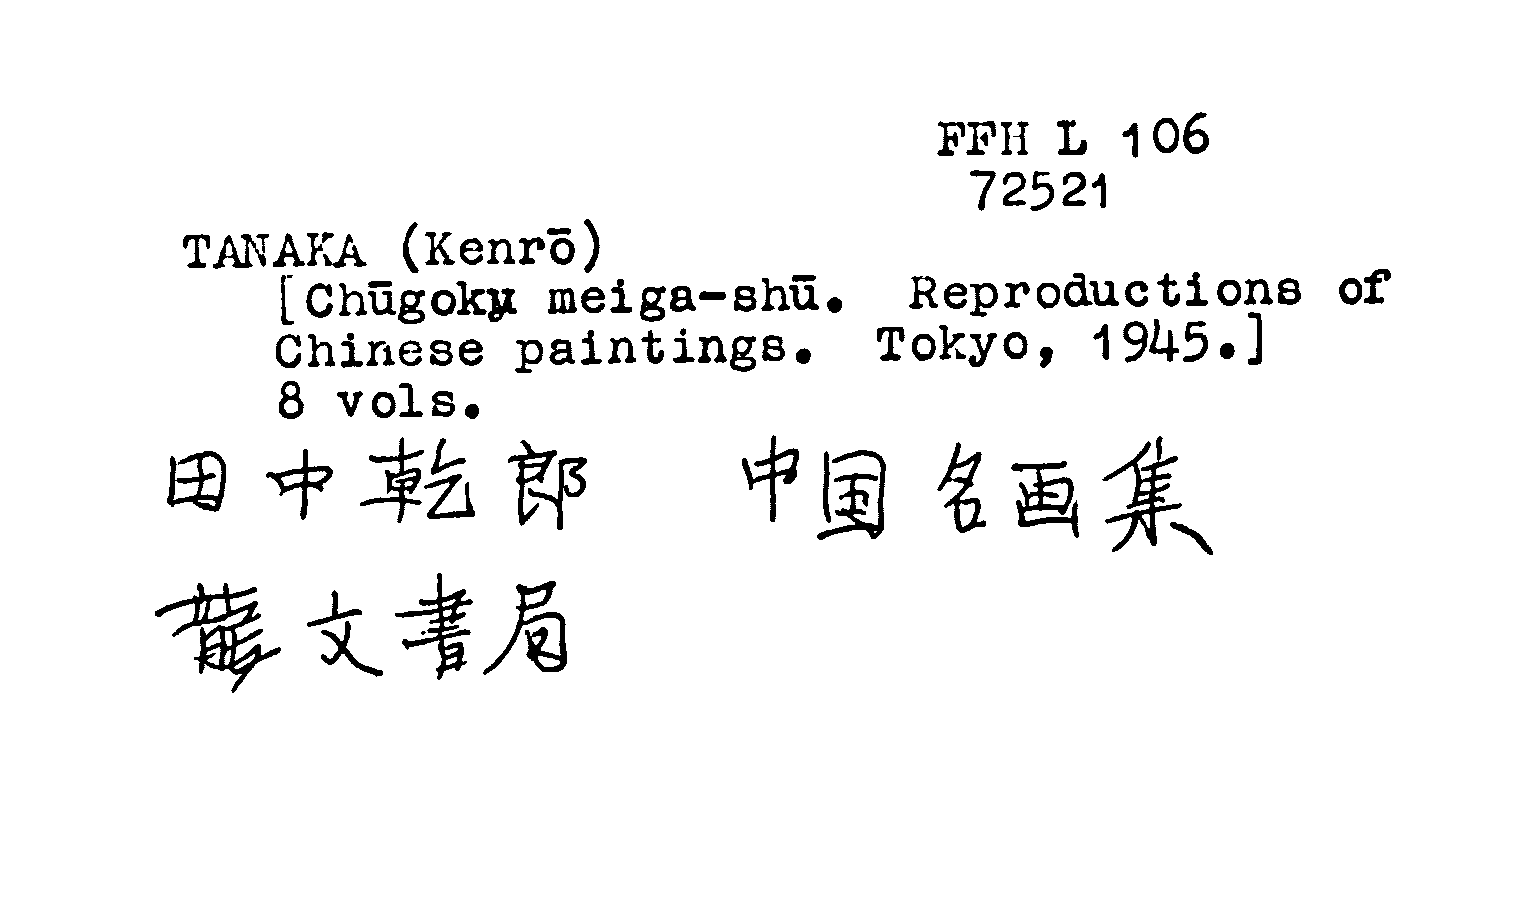 FFH L 106
72521
TANAKA (Kenrō)
[Chūgoku meiga-shū. Reproductions of
Chinese paintings. Tokyo, 1945.]
8 vols.
田中乾郎 中国名画集
龍文書局